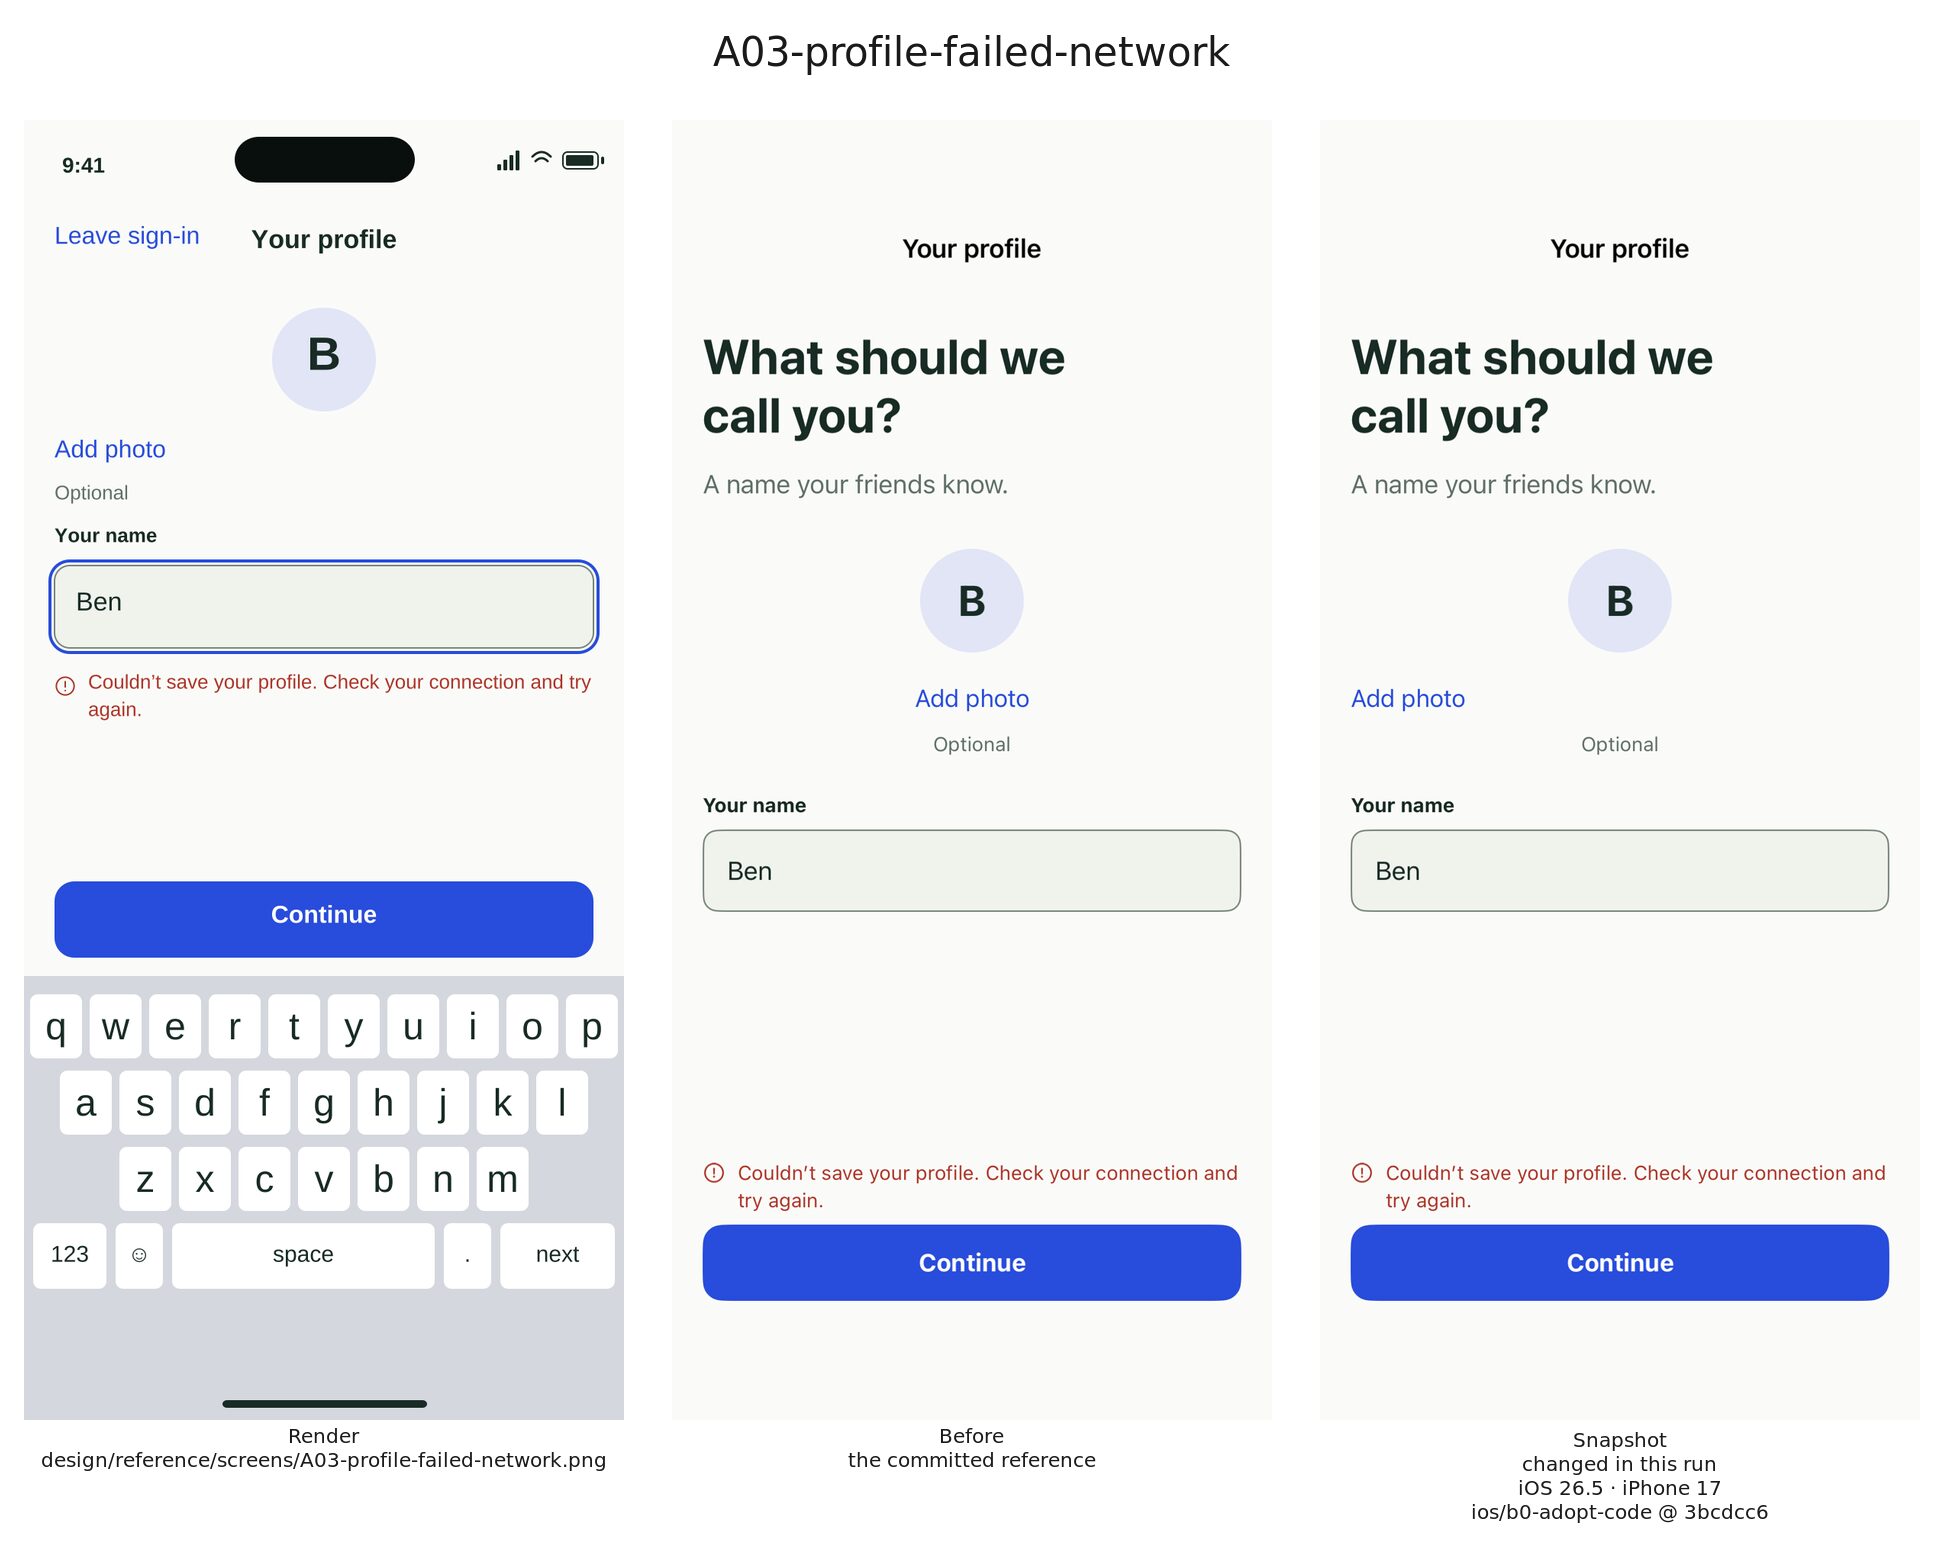 A03-profile-failed-network
9:41
Leave sign-in
Your profile
B
Add photo
Optional
Your name
Ben
Couldn’t save your profile. Check your connection and try
again.
Continue
q w e r t y u i o p
a s d f g h j k l
z x c v b n m
123 ☺ space . next
Render
design/reference/screens/A03-profile-failed-network.png
Your profile
What should we
call you?
A name your friends know.
B
Add photo
Optional
Your name
Ben
Couldn’t save your profile. Check your connection and
try again.
Continue
Before
the committed reference
Your profile
What should we
call you?
A name your friends know.
B
Add photo
Optional
Your name
Ben
Couldn’t save your profile. Check your connection and
try again.
Continue
Snapshot
changed in this run
iOS 26.5 · iPhone 17
ios/b0-adopt-code @ 3bcdcc6